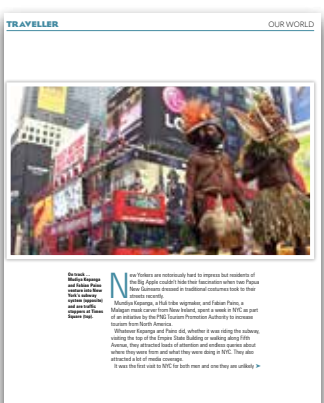 TRAVELLER
OUR WORLD
LG
On track ...
Mundiya Kepanga
and Fabian Paino
venture into New
York's subway
system (opposite)
and are traffic
stoppers at Times
Square (top).
New Yorkers are notoriously hard to impress but residents of
the Big Apple couldn't hide their fascination when two Papua
New Guineans dressed in traditional costumes took to their
streets recently.
Mundiya Kepanga, a Huli tribe wigmaker, and Fabian Paino, a
Malagan mask carver from New Ireland, spent a week in NYC as part
of an initiative by the PNG Tourism Promotion Authority to increase
tourism from North America.
Whatever Kepanga and Paino did, whether it was riding the subway,
visiting the top of the Empire State Building or walking along Fifth
Avenue, they attracted loads of attention and endless queries about
where they were from and what they were doing in NYC. They also
attracted a lot of media coverage.
It was the first visit to NYC for both men and one they are unlikely ➤